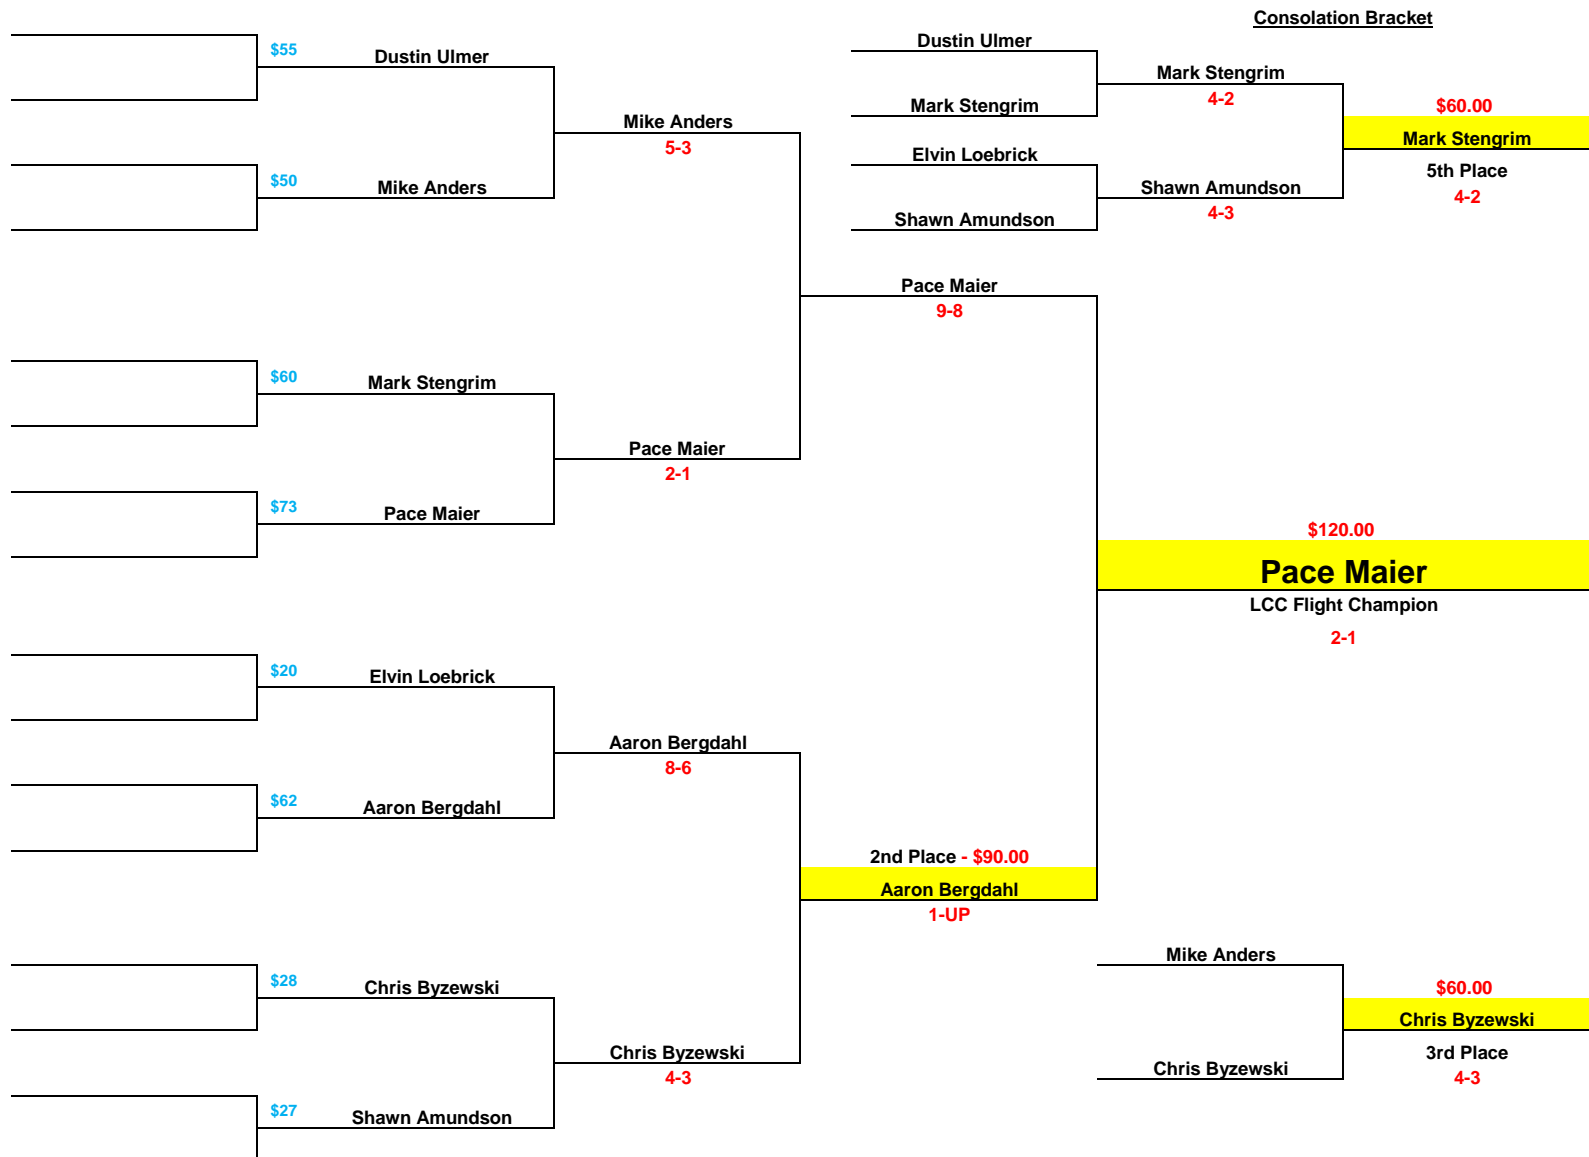 Consolation Bracket
$55
Dustin Ulmer
Dustin Ulmer
Mark Stengrim
4-2
Mark Stengrim
$60.00
Mike Anders
5-3
Mark Stengrim
Elvin Loebrick
5th Place
$50
Mike Anders
Shawn Amundson
4-2
4-3
Shawn Amundson
Pace Maier
9-8
$60
Mark Stengrim
Pace Maier
2-1
$73
Pace Maier
$120.00
Pace Maier
LCC Flight Champion
2-1
$20
Elvin Loebrick
Aaron Bergdahl
8-6
$62
Aaron Bergdahl
2nd Place - $90.00
Aaron Bergdahl
1-UP
Mike Anders
$28
Chris Byzewski
$60.00
Chris Byzewski
Chris Byzewski
4-3
3rd Place
Chris Byzewski
4-3
$27
Shawn Amundson